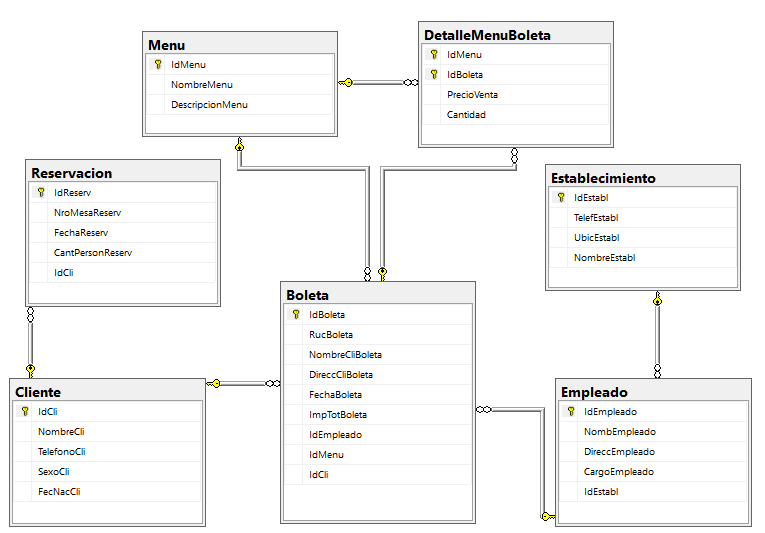 Menu
IdMenu
NombreMenu
DescripcionMenu
DetalleMenuBoleta
IdMenu
IdBoleta
PrecioVenta
Cantidad
Reservacion
IdReserv
NroMesaReserv
FechaReserv
CantPersonReserv
IdCli
Establecimiento
IdEstabl
TelefEstabl
UbicEstabl
NombreEstabl
Boleta
IdBoleta
RucBoleta
NombreCliBoleta
DireccCliBoleta
FechaBoleta
ImpTotBoleta
IdEmpleado
IdMenu
IdCli
Cliente
IdCli
NombreCli
TelefonoCli
SexoCli
FecNacCli
Empleado
IdEmpleado
NombEmpleado
DireccEmpleado
CargoEmpleado
IdEstabl